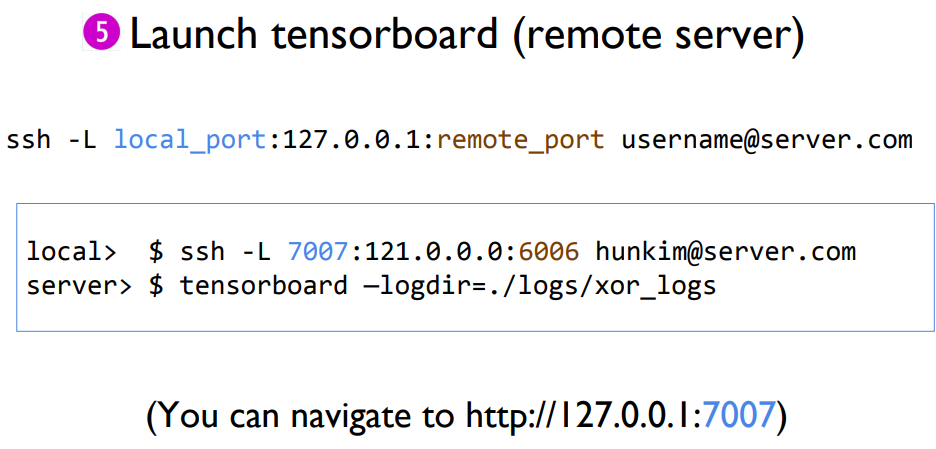 5 Launch tensorboard (remote server)
ssh -L local_port:127.0.0.1:remote_port username@server.com
local> $ ssh -L 7007:121.0.0.0:6006 hunkim@server.com
server> $ tensorboard —logdir=./logs/xor_logs
(You can navigate to http://127.0.0.1:7007)